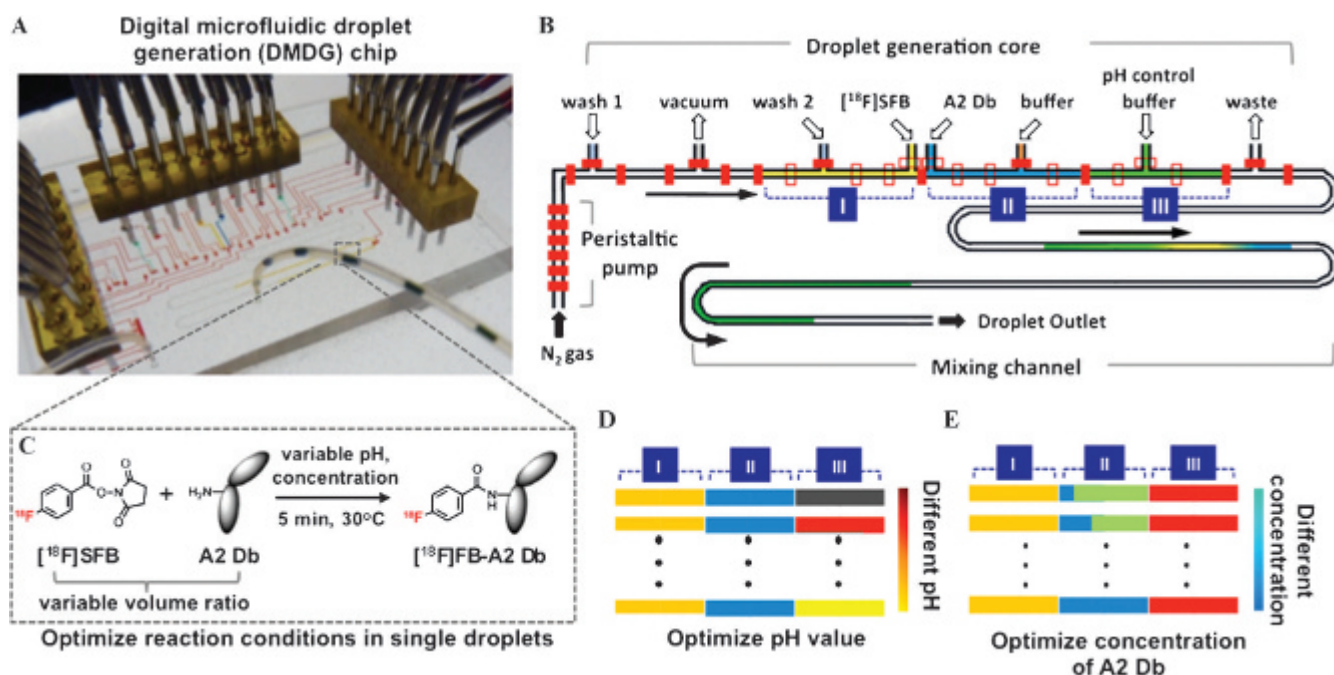 A
Digital microfluidic droplet
generation (DMDG) chip
B
Droplet generation core
pH control
wash 1
vacuum
wash 2
[¹⁸F]SFB
A2 Db
buffer
buffer
waste
I
II
III
Peristaltic
pump
N₂ gas
Droplet Outlet
Mixing channel
C
¹⁸F
O
O
N
O
O
+
H₂N
variable pH,
concentration
5 min, 30°C
¹⁸F
O
N
H
[¹⁸F]SFB
A2 Db
[¹⁸F]FB-A2 Db
variable volume ratio
Optimize reaction conditions in single droplets
D
I
II
III
Different pH
Optimize pH value
E
I
II
III
Different
concentration
Optimize concentration
of A2 Db